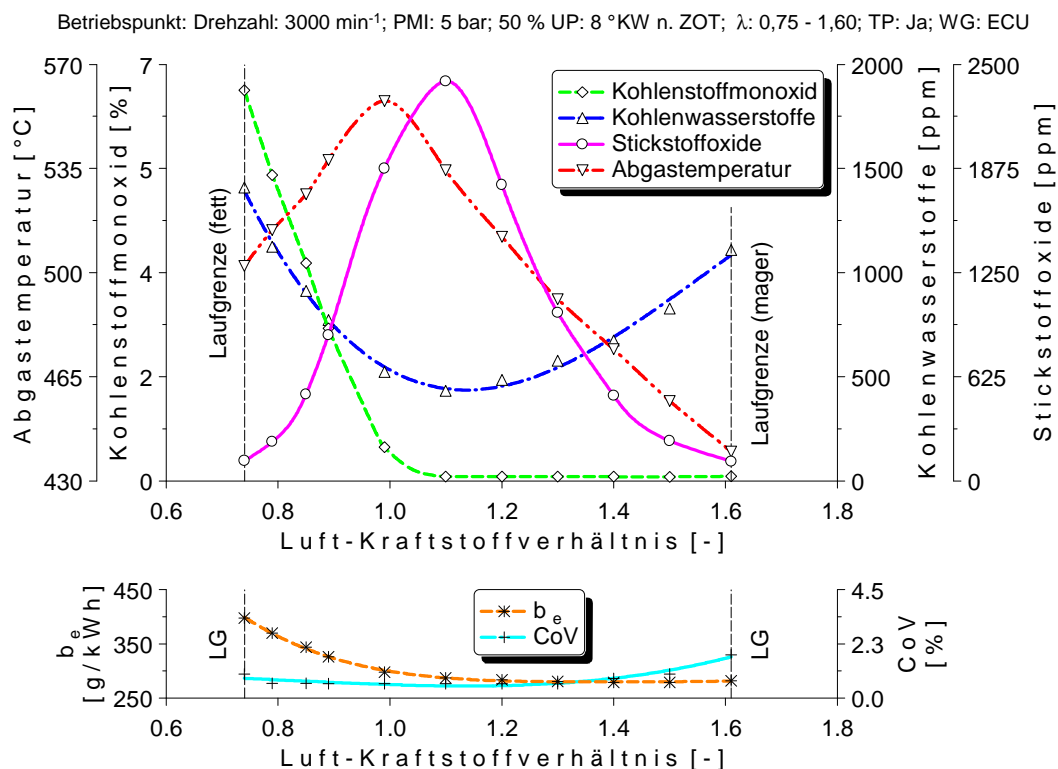 Betriebspunkt: Drehzahl: 3000 min-1; PMI: 5 bar; 50 % UP: 8 °KW n. ZOT; λ: 0,75 - 1,60; TP: Ja; WG: ECU
Abgastemperatur [°C]
570
535
500
465
430
Kohlenstoffmonoxid [%]
7
5
4
2
0
Laufgrenze (fett)
Kohlenstoffmonoxid
Kohlenwasserstoffe
Stickstoffoxide
Abgastemperatur
Laufgrenze (mager)
2000
1500
1000
500
0
Kohlenwasserstoffe [ppm]
2500
1875
1250
625
0
Stickstoffoxide [ppm]
0.6 0.8 1.0 1.2 1.4 1.6 1.8
Luft-Kraftstoffverhältnis [-]
be
[g/kWh]
450
350
250
LG
be
CoV
LG
4.5
2.3
0.0
CoV
[%]
0.6 0.8 1.0 1.2 1.4 1.6 1.8
Luft-Kraftstoffverhältnis [-]